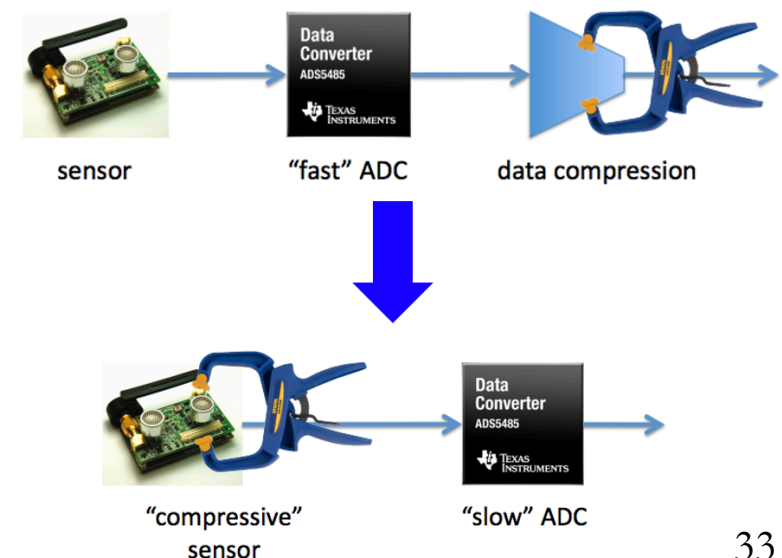 Data
Converter
ADS5485
TEXAS
INSTRUMENTS
sensor
“fast” ADC
data compression
Data
Converter
ADS5485
TEXAS
INSTRUMENTS
“compressive”
sensor
“slow” ADC
33